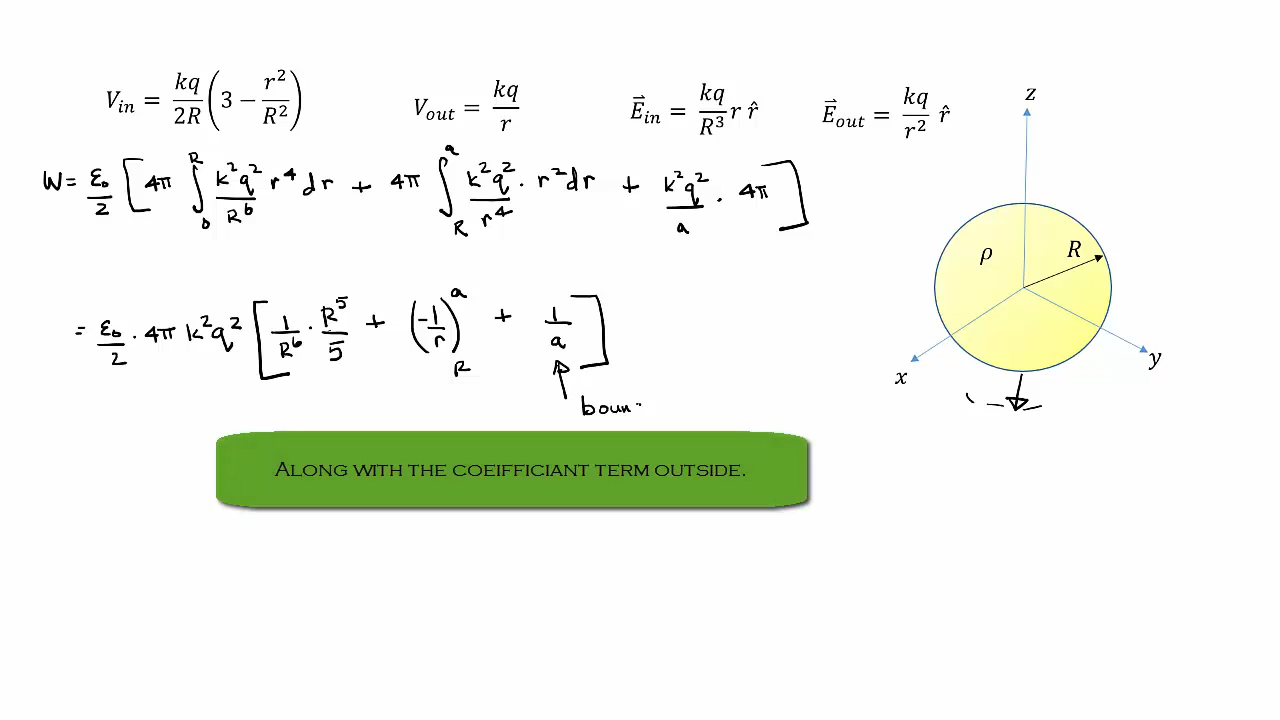 V_in = kq/2R (3 − r²/R²) V_out = kq/r E⃗_in = kq/R³ r r̂ E⃗_out = kq/r² r̂
W = ε₀/2 [ 4π ∫₀ᴿ k²q²/R⁶ r⁴ dr + 4π ∫_R^a k²q²/r⁴ · r² dr + k²q²/a · 4π ]
= ε₀/2 · 4π k²q² [ 1/R⁶ · R⁵/5 + (−1/r)_R^a + 1/a ]
boun
Along with the coeifficiant term outside.
z
ρ R
x y